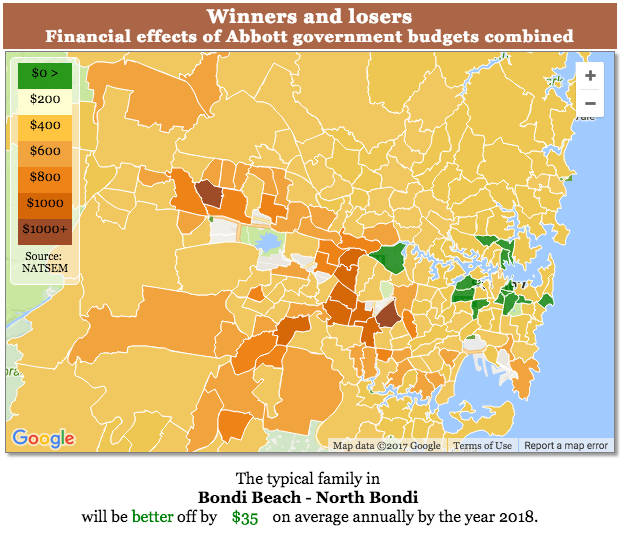 Winners and losers
Financial effects of Abbott government budgets combined
$0 >
$200
$400
$600
$800
$1000
$1000+
Source:
NATSEM
+
−
Google
Map data ©2017 Google
Terms of Use
Report a map error
The typical family in
Bondi Beach - North Bondi
will be better off by $35 on average annually by the year 2018.